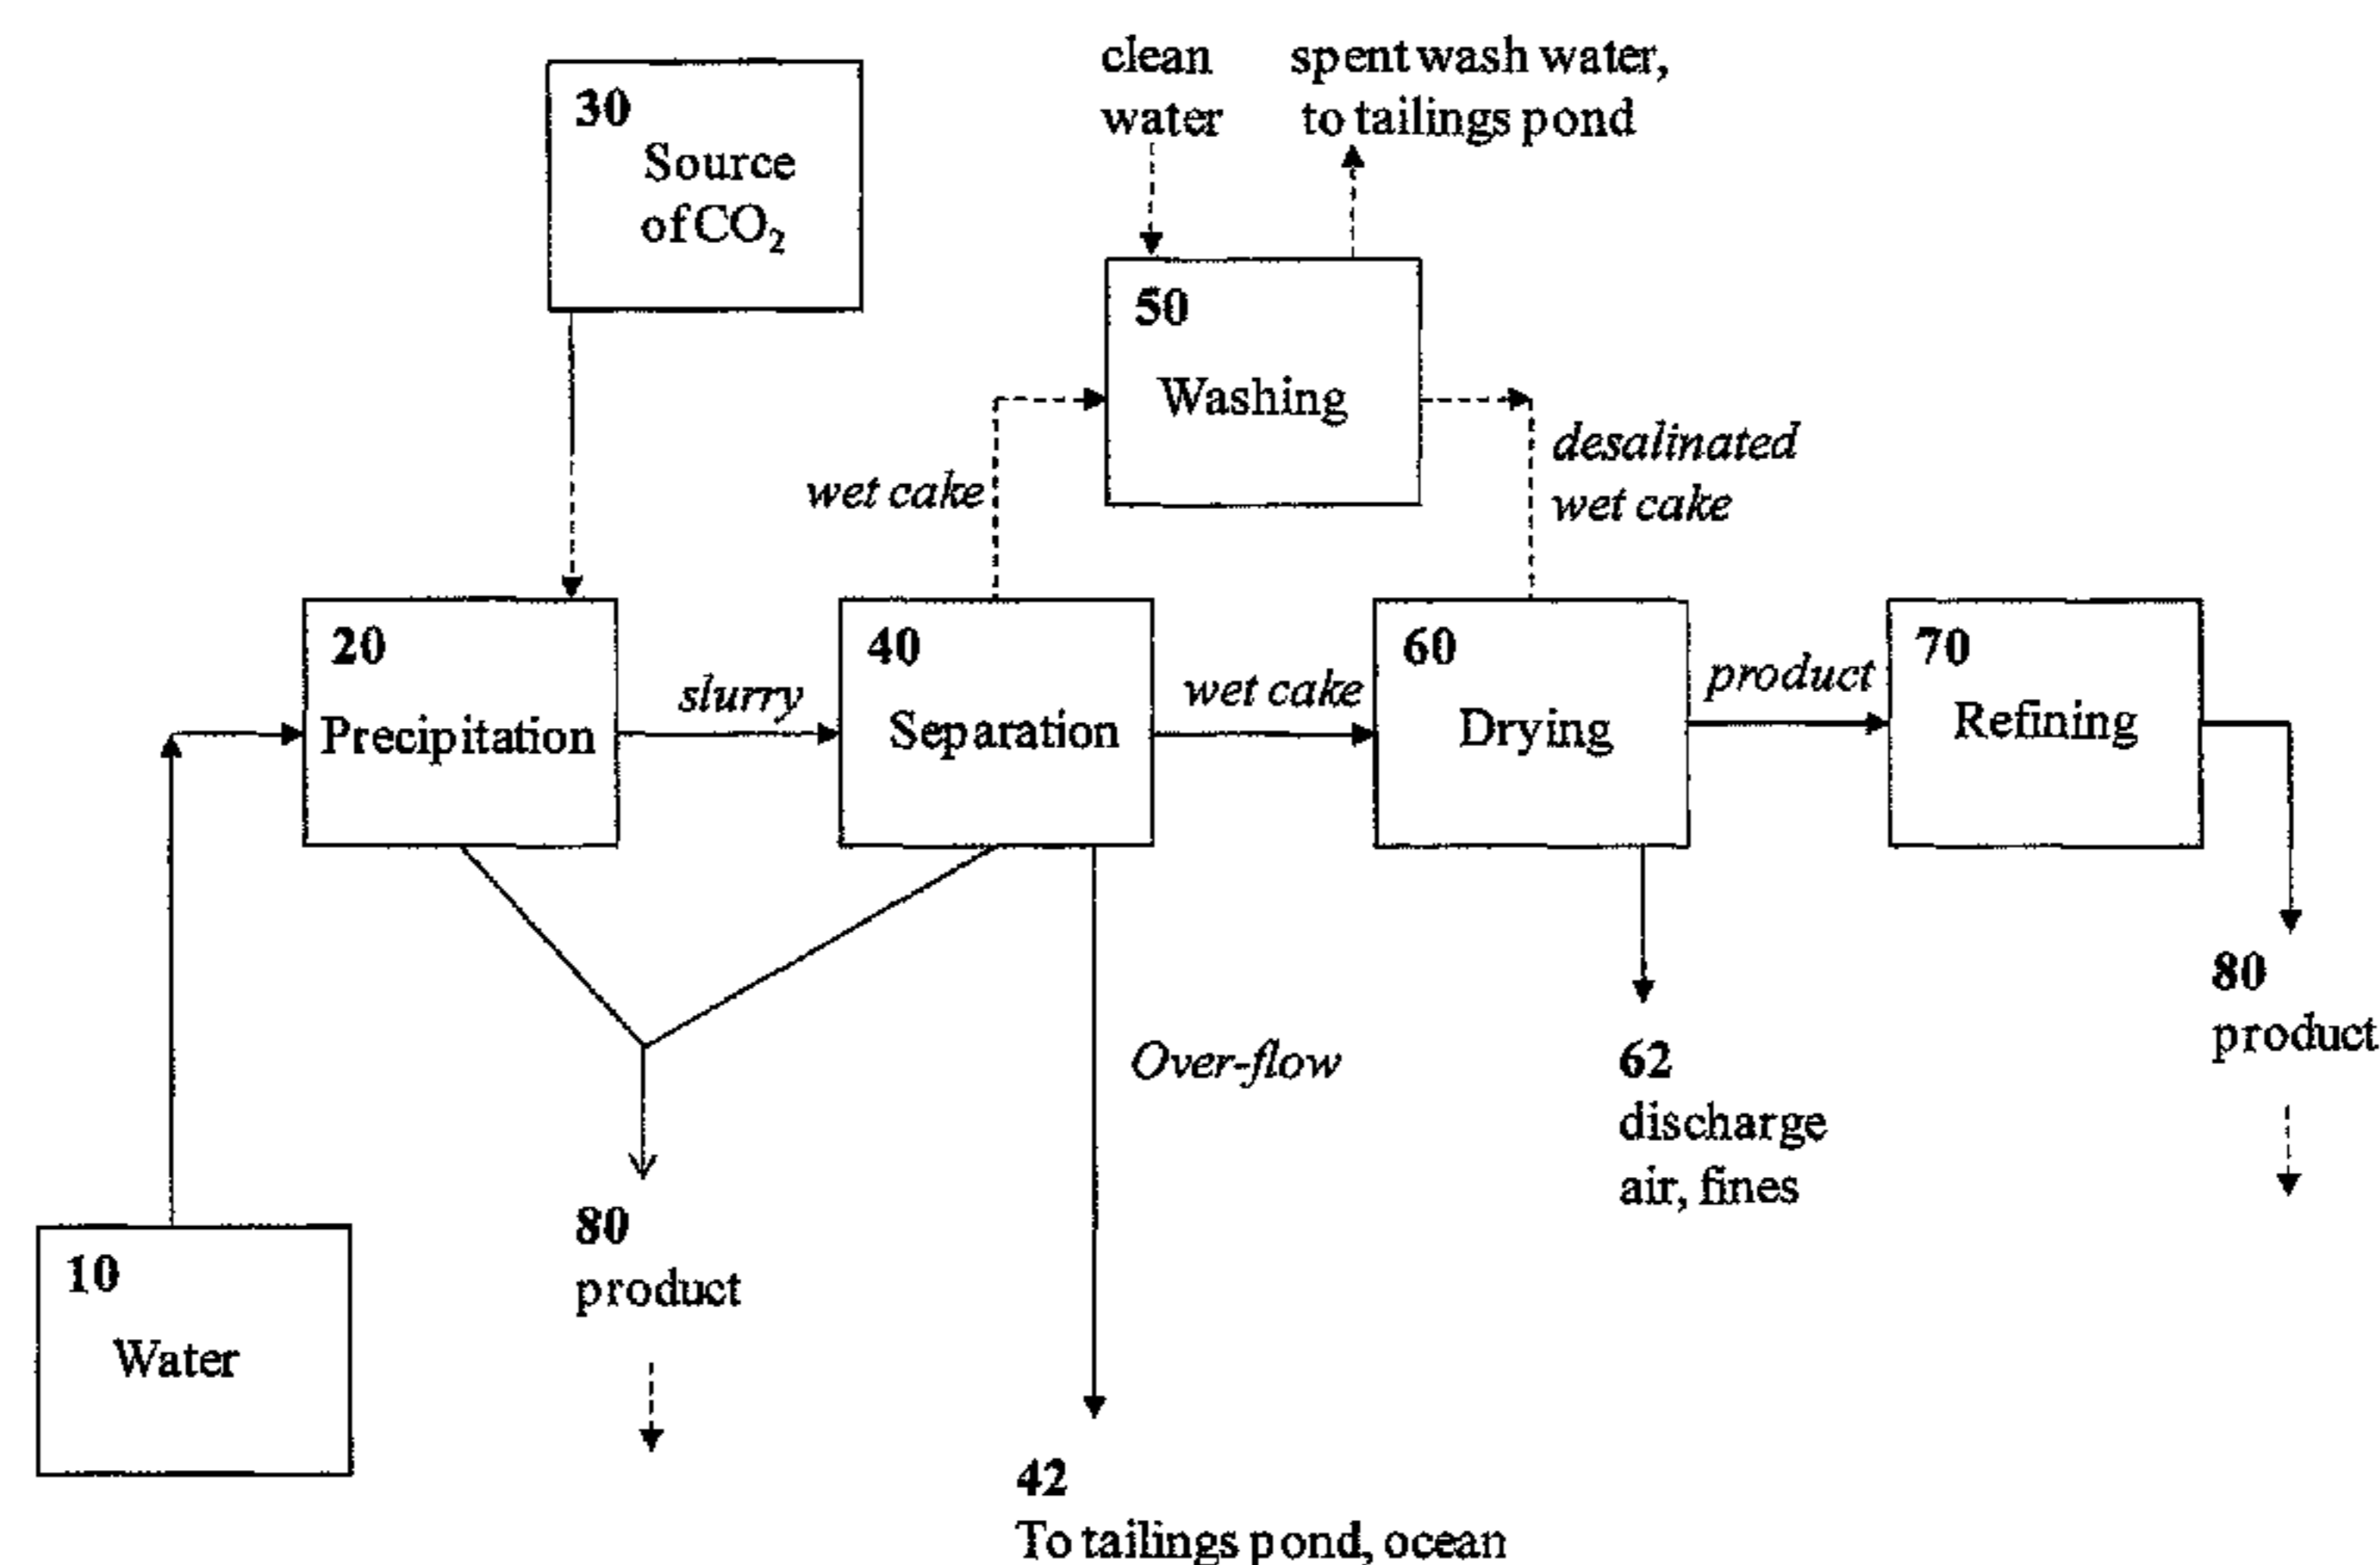 30
Source
of CO₂
clean
water
spent wash water,
to tailings pond
50
Washing
wet cake
desalinated
wet cake
20
Precipitation
slurry
40
Separation
wet cake
60
Drying
product
70
Refining
80
product
Over-flow
62
discharge
air, fines
80
product
10
Water
42
To tailings pond, ocean